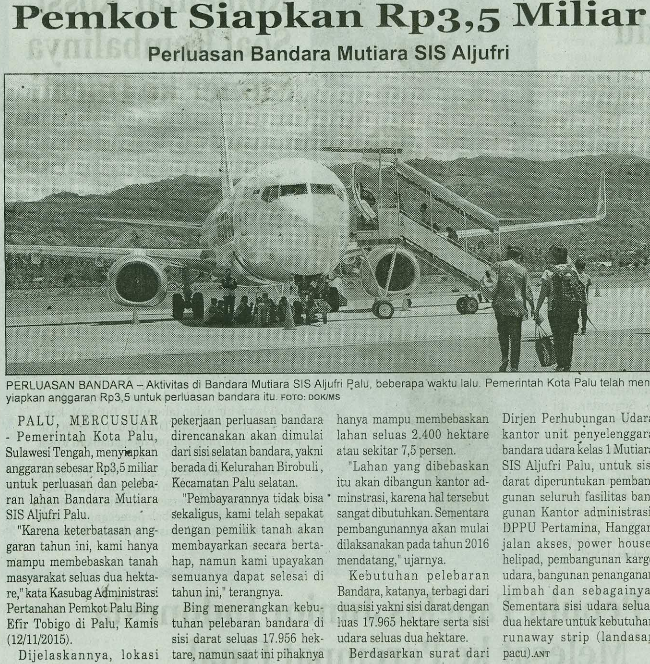 Pemkot Siapkan Rp3,5 Miliar
Perluasan Bandara Mutiara SIS Aljufri
PERLUASAN BANDARA – Aktivitas di Bandara Mutiara SIS Aljufri Palu, beberapa waktu lalu. Pemerintah Kota Palu telah men
yiapkan anggaran Rp3,5 untuk perluasan bandara itu. FOTO: DOK/MS
PALU, MERCUSUAR
- Pemerintah Kota Palu,
Sulawesi Tengah, menyiapkan
anggaran sebesar Rp3,5 miliar
untuk perluasan dan peleba-
ran lahan Bandara Mutiara
SIS Aljufri Palu.
"Karena keterbatasan ang-
garan tahun ini, kami hanya
mampu membebaskan tanah
masyarakat seluas dua hekta-
re," kata Kasubag Administrasi
Pertanahan Pemkot Palu Bing
Efir Tobigo di Palu, Kamis
(12/11/2015).
Dijelaskannya, lokasi
pekerjaan perluasan bandara
direncanakan akan dimulai
dari sisi selatan bandara, yakni
berada di Kelurahan Birobuli,
Kecamatan Palu selatan.
"Pembayarannya tidak bisa
sekaligus, kami telah sepakat
dengan pemilik tanah akan
membayarkan secara berta-
hap, namun kami upayakan
semuanya dapat selesai di
tahun ini," terangnya.
Bing menerangkan kebu-
tuhan pelebaran bandara di
sisi darat seluas 17.956 hek-
tare, namun saat ini pihaknya
hanya mampu membebaskan
lahan seluas 2.400 hektare
atau sekitar 7,5 persen.
"Lahan yang dibebaskan
itu akan dibangun kantor ad-
minstrasi, karena hal tersebut
sangat dibutuhkan. Sementara
pembangunannya akan mulai
dilaksanakan pada tahun 2016
mendatang," ujarnya.
Kebutuhan pelebaran
Bandara, katanya, terbagi dari
dua sisi yakni sisi darat dengan
luas 17.965 hektare serta sisi
udara seluas dua hektare.
Berdasarkan surat dari
Dirjen Perhubungan Udara
kantor unit penyelenggara
bandara udara kelas 1 Mutiara
SIS Aljufri Palu, untuk sis
darat diperuntukan pemban
gunan seluruh fasilitas ban
gunan Kantor administrasi
DPPU Pertamina, Hanggar
jalan akses, power house
helipad, pembangunan karg
udara, bangunan penangana
limbah dan sebagainya
Sementara sisi udara selua
dua hektare untuk kebutuha
runaway strip (landasa
pacu).ANT